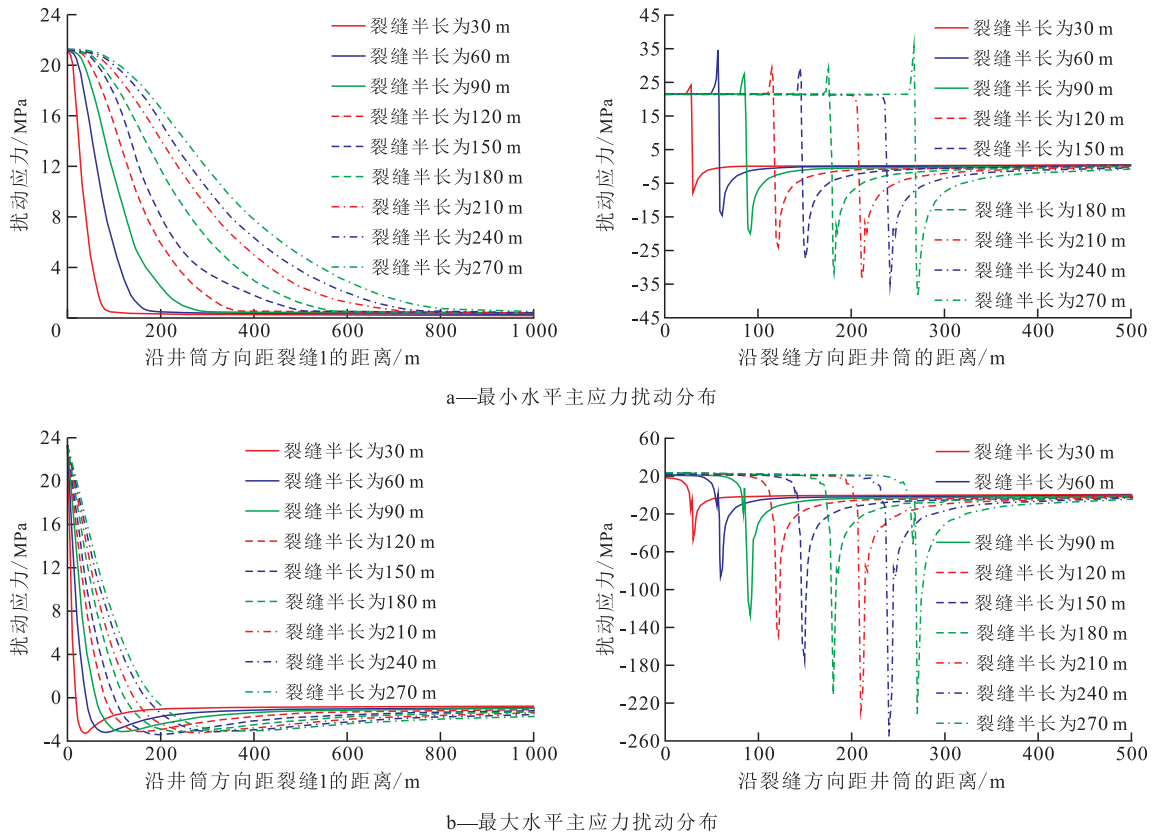 24
20
16
12
8
4
扰动应力/MPa
裂缝半长为30 m
裂缝半长为60 m
裂缝半长为90 m
裂缝半长为120 m
裂缝半长为150 m
裂缝半长为180 m
裂缝半长为210 m
裂缝半长为240 m
裂缝半长为270 m
0 200 400 600 800 1 000
沿井筒方向距裂缝1的距离/m
45
35
25
15
5
-5
-15
-25
-35
-45
扰动应力/MPa
裂缝半长为30 m
裂缝半长为60 m
裂缝半长为90 m
裂缝半长为120 m
裂缝半长为150 m
裂缝半长为180 m
裂缝半长为210 m
裂缝半长为240 m
裂缝半长为270 m
0 100 200 300 400 500
沿裂缝方向距井筒的距离/m
a—最小水平主应力扰动分布
24
20
16
12
8
4
0
-4
扰动应力/MPa
裂缝半长为30 m
裂缝半长为60 m
裂缝半长为90 m
裂缝半长为120 m
裂缝半长为150 m
裂缝半长为180 m
裂缝半长为210 m
裂缝半长为240 m
裂缝半长为270 m
0 200 400 600 800 1 000
沿井筒方向距裂缝1的距离/m
60
20
-20
-60
-100
-140
-180
-220
-260
扰动应力/MPa
裂缝半长为30 m
裂缝半长为60 m
裂缝半长为90 m
裂缝半长为120 m
裂缝半长为150 m
裂缝半长为180 m
裂缝半长为210 m
裂缝半长为240 m
裂缝半长为270 m
0 100 200 300 400 500
沿裂缝方向距井筒的距离/m
b—最大水平主应力扰动分布